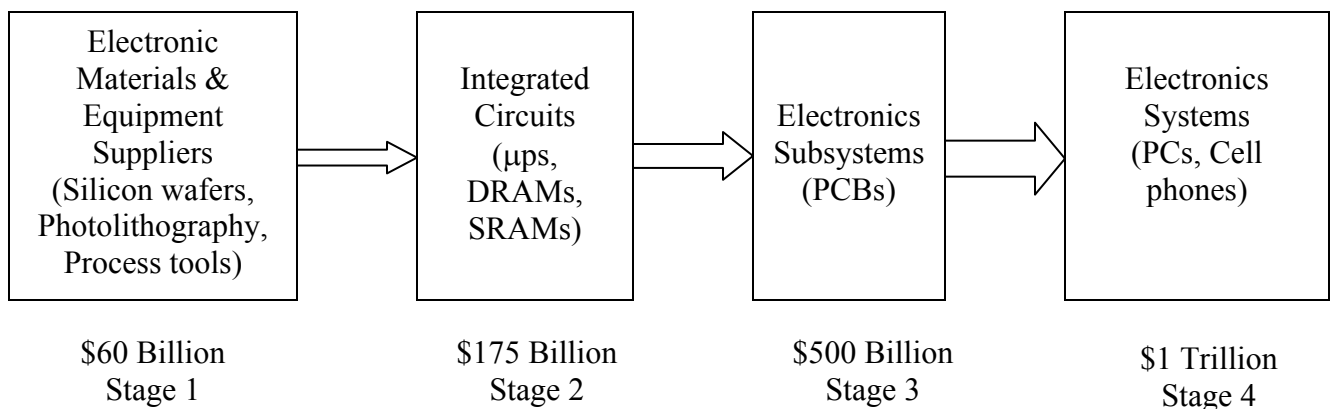 Electronic
Materials &
Equipment
Suppliers
(Silicon wafers,
Photolithography,
Process tools)
Integrated
Circuits
(μps,
DRAMs,
SRAMs)
Electronics
Subsystems
(PCBs)
Electronics
Systems
(PCs, Cell
phones)
$60 Billion
Stage 1
$175 Billion
Stage 2
$500 Billion
Stage 3
$1 Trillion
Stage 4